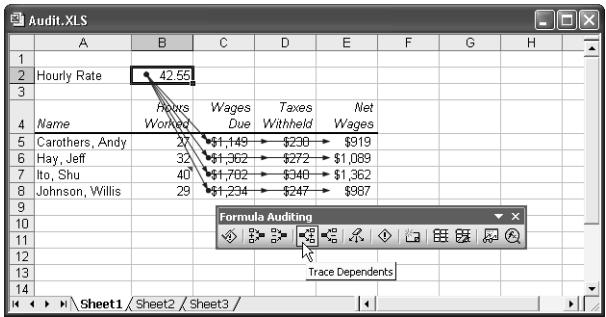 Audit.XLS
A B C D E F G H
1
2 Hourly Rate 42.55
3
4 Name Hours Worked Wages Due Taxes Withheld Net Wages
5 Carothers, Andy 27 $1,149 $230 $919
6 Hay, Jeff 32 $1,362 $272 $1,089
7 Ito, Shu 40 $1,702 $340 $1,362
8 Johnson, Willis 29 $1,234 $247 $987
9
10
11
12
13
14
Formula Auditing
Trace Dependents
Sheet1 Sheet2 Sheet3